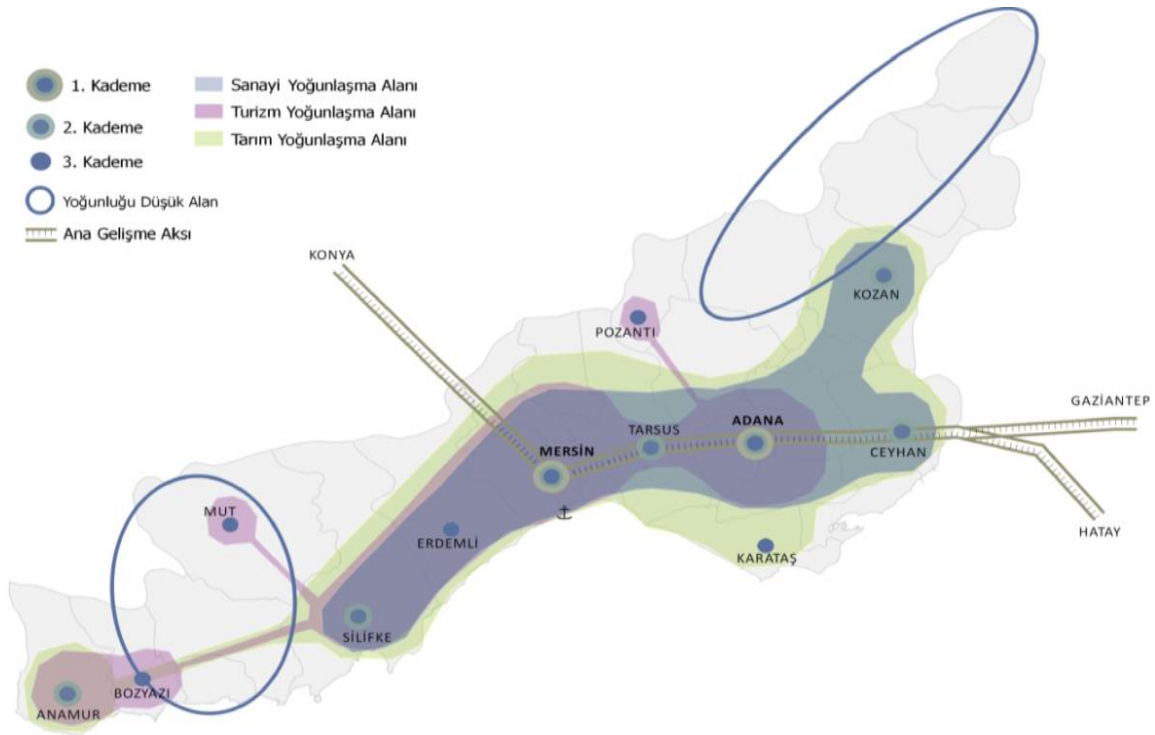 1. Kademe
2. Kademe
3. Kademe
Yoğunluğu Düşük Alan
Ana Gelişme Aksı
Sanayi Yoğunlaşma Alanı
Turizm Yoğunlaşma Alanı
Tarım Yoğunlaşma Alanı
KONYA
KOZAN
POZANTI
GAZİANTEP
ADANA
TARSUS
CEYHAN
MERSİN
MUT
HATAY
ERDEMLİ
KARATAŞ
SİLİFKE
BOZYAZI
ANAMUR